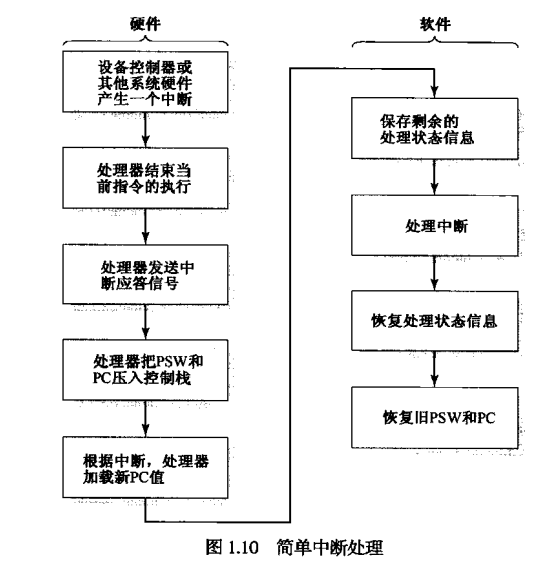 硬件
设备控制器或
其他系统硬件
产生一个中断
处理器结束当
前指令的执行
处理器发送中
断应答信号
处理器把PSW和
PC压入控制栈
根据中断，处理器
加载新PC值
软件
保存剩余的
处理状态信息
处理中断
恢复处理状态信息
恢复旧PSW和PC
图 1.10 简单中断处理